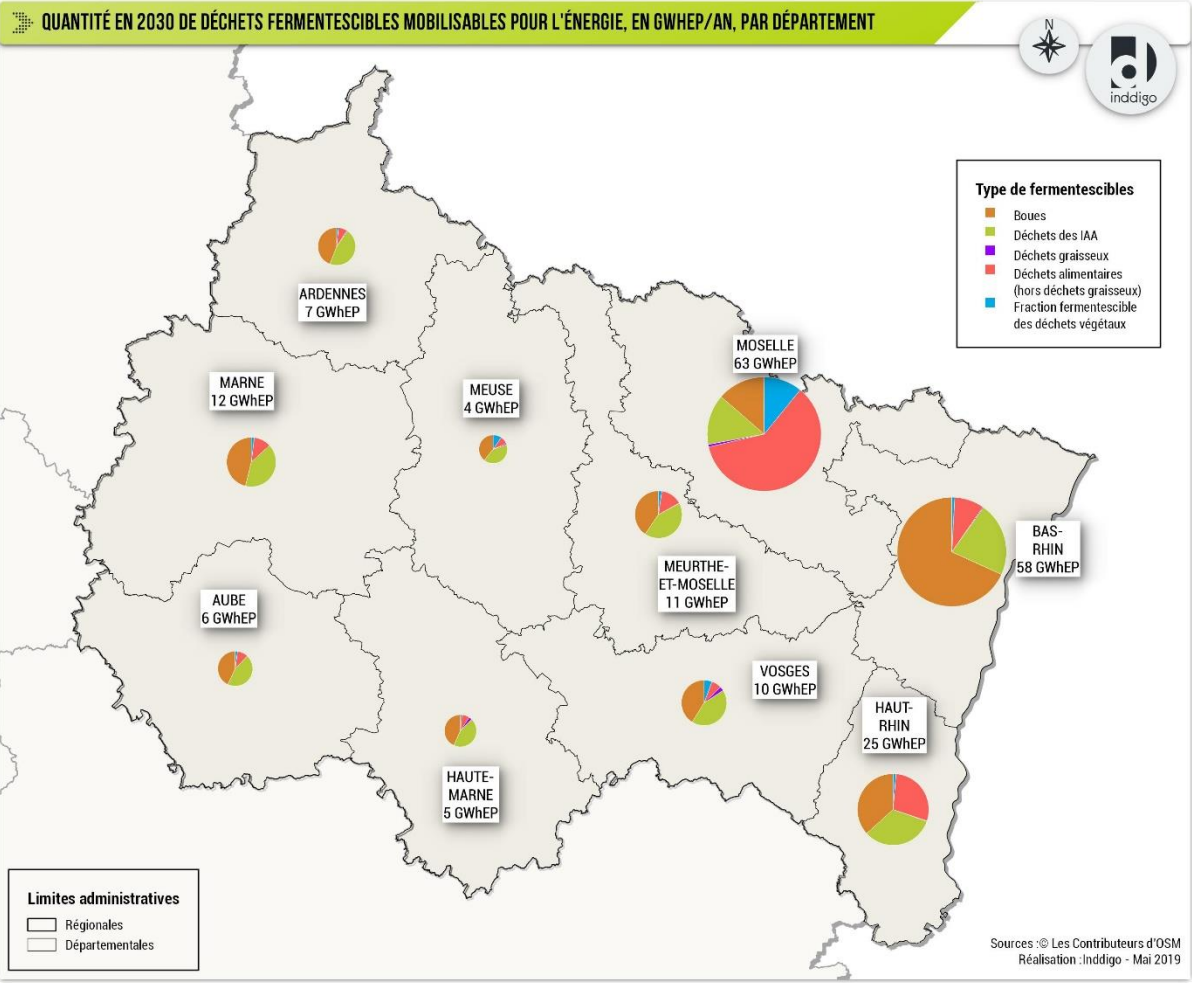 QUANTITÉ EN 2030 DE DÉCHETS FERMENTESCIBLES MOBILISABLES POUR L'ÉNERGIE, EN GWHEP/AN, PAR DÉPARTEMENT
N
inddigo
Type de fermentescibles
Boues
Déchets des IAA
Déchets graisseux
Déchets alimentaires
(hors déchets graisseux)
Fraction fermentescible
des déchets végétaux
ARDENNES
7 GWhEP
MARNE
12 GWhEP
MEUSE
4 GWhEP
MOSELLE
63 GWhEP
BAS-
RHIN
58 GWhEP
MEURTHE-
ET-MOSELLE
11 GWhEP
AUBE
6 GWhEP
VOSGES
10 GWhEP
HAUT-
RHIN
25 GWhEP
HAUTE-
MARNE
5 GWhEP
Limites administratives
Régionales
Départementales
Sources :© Les Contributeurs d'OSM
Réalisation :Inddigo - Mai 2019